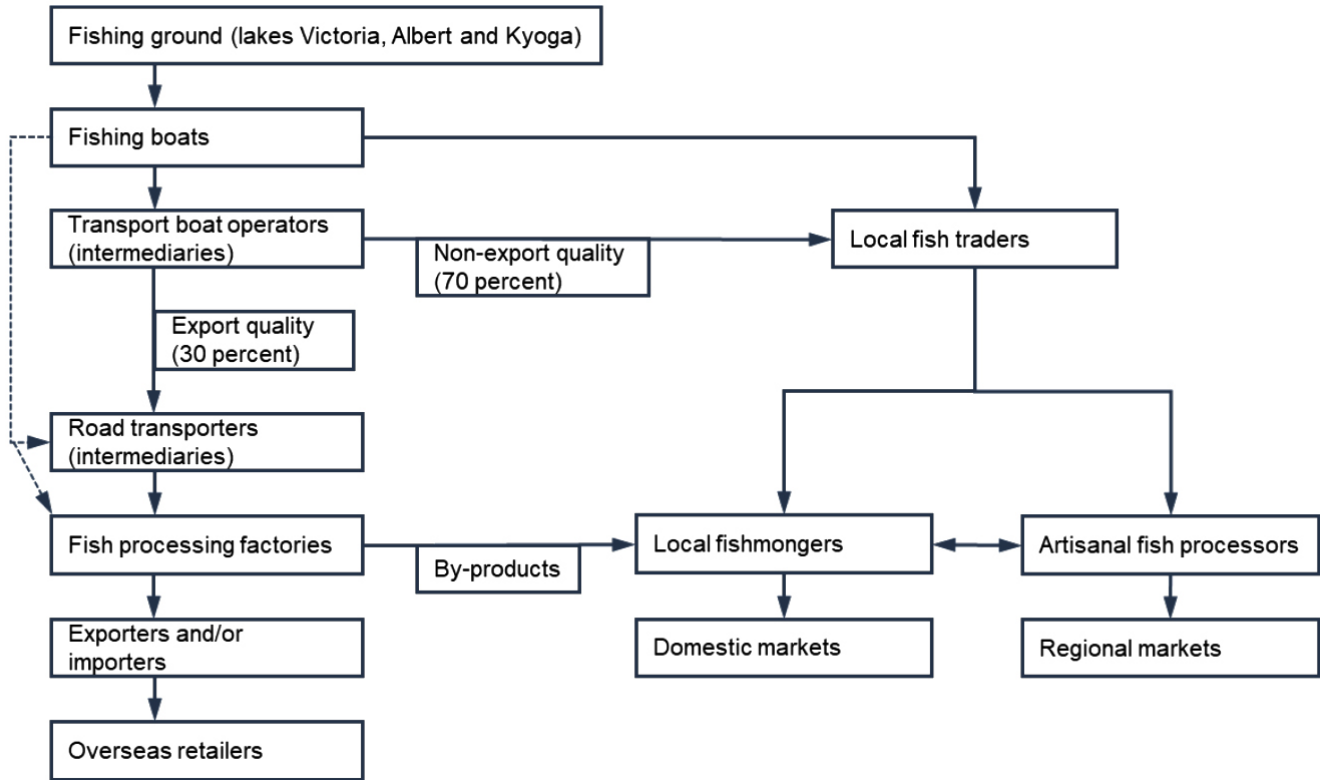 Fishing ground (lakes Victoria, Albert and Kyoga)
Fishing boats
Transport boat operators
(intermediaries)
Non-export quality
(70 percent)
Local fish traders
Export quality
(30 percent)
Road transporters
(intermediaries)
Fish processing factories
By-products
Local fishmongers
Artisanal fish processors
Exporters and/or
importers
Domestic markets
Regional markets
Overseas retailers